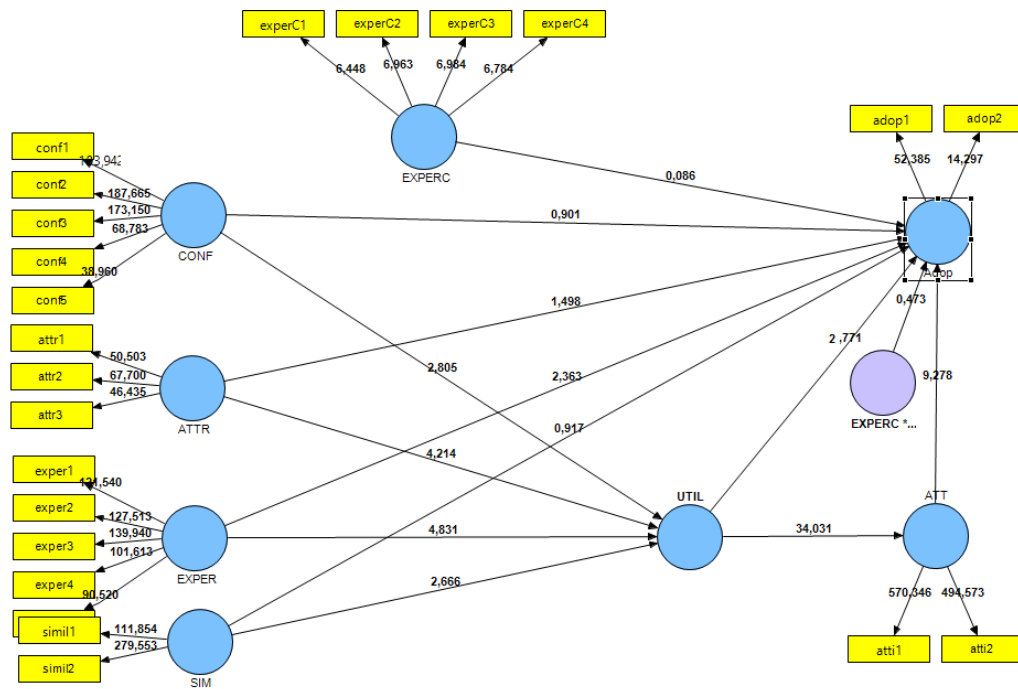 experC1
experC2
experC3
experC4
6,448
6,963
6,984
6,784
EXPERC
adop1
adop2
52,385
14,297
Adop
0,086
conf1
conf2
187,665
conf3
173,150
conf4
68,783
conf5
38,960
CONF
0,901
attr1
50,503
attr2
67,700
attr3
46,435
ATTR
1,498
2,805
2,363
0,917
4,214
2,771
0,473
9,278
EXPERC *...
exper1
exper2
127,513
exper3
139,940
exper4
101,613
90,520
EXPER
4,831
UTIL
34,031
ATT
simil1
111,854
simil2
279,553
SIM
2,666
570,346
494,573
atti1
atti2